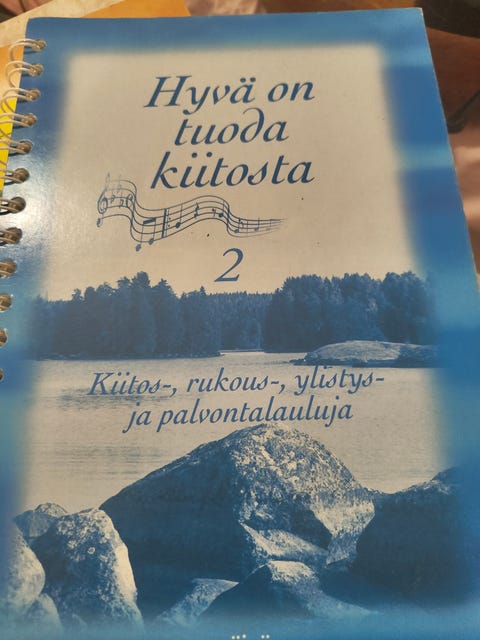 Hyvä on
tuoda
kiitosta
2
Kiitos-, rukous-, ylistys-
ja palvontalauluja